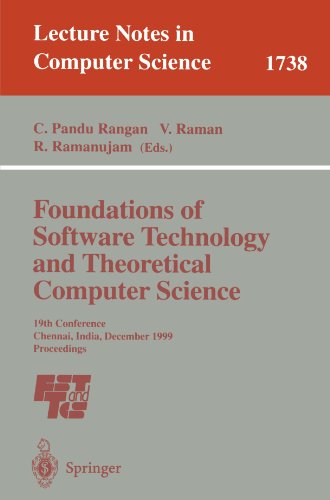 Lecture Notes in
Computer Science 1738
C. Pandu Rangan V. Raman
R. Ramanujam (Eds.)
Foundations of
Software Technology
and Theoretical
Computer Science
19th Conference
Chennai, India, December 1999
Proceedings
FST
and
TCS
Springer